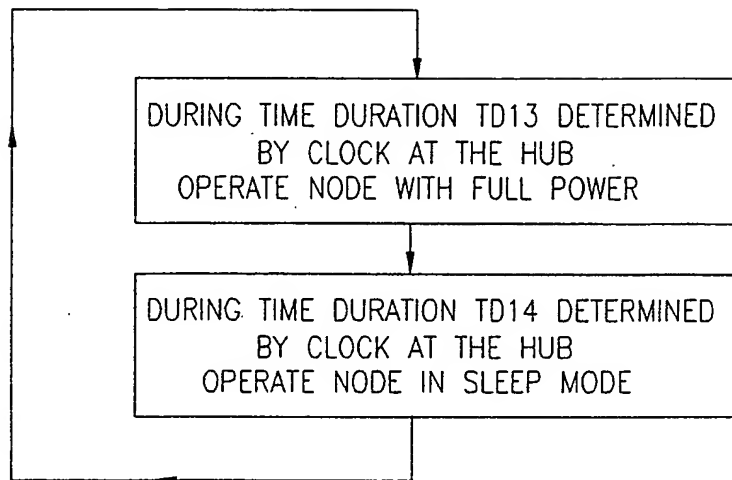 DURING TIME DURATION TD13 DETERMINED
BY CLOCK AT THE HUB
OPERATE NODE WITH FULL POWER
DURING TIME DURATION TD14 DETERMINED
BY CLOCK AT THE HUB
OPERATE NODE IN SLEEP MODE